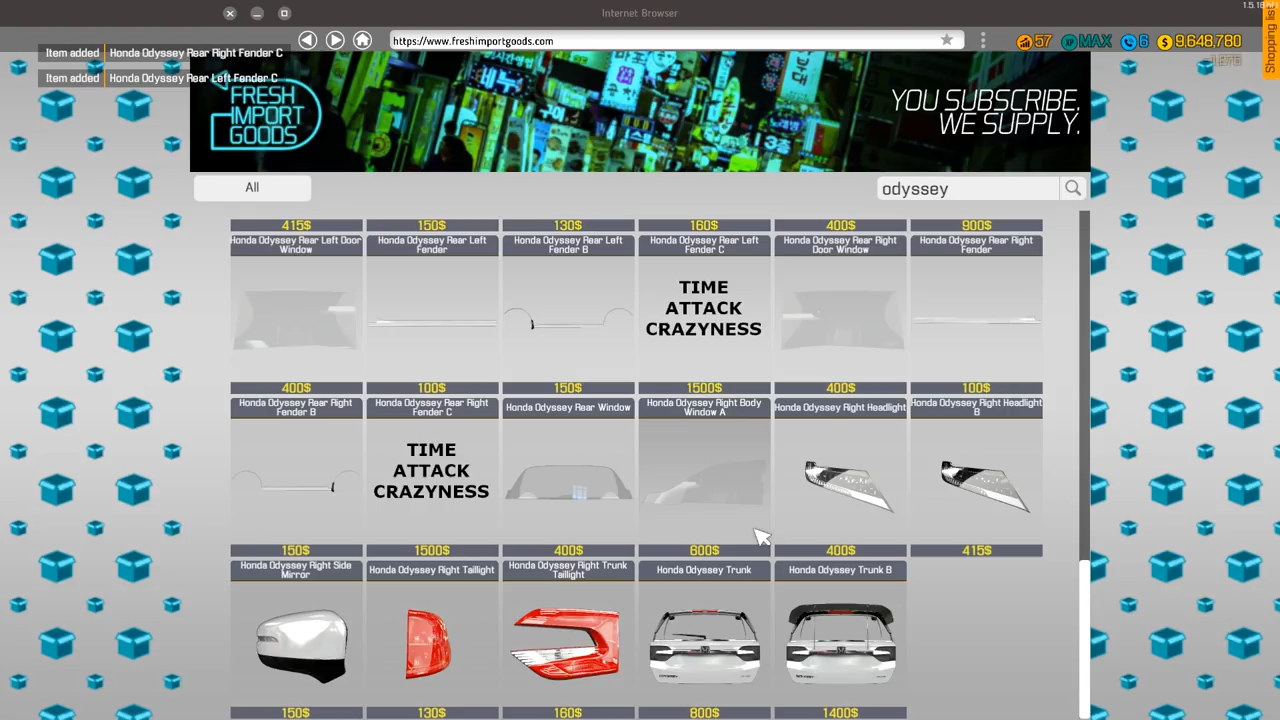 Internet Browser
1.5.18.hf1
Shopping list
https://www.freshimportgoods.com
57
MAX
6
9,648,780
Item added
Honda Odyssey Rear Right Fender C
Item added
Honda Odyssey Rear Left Fender C
FRESH
IMPORT
GOODS
YOU SUBSCRIBE.
WE SUPPLY.
All
odyssey
415$
150$
130$
160$
400$
900$
Honda Odyssey Rear Left Door
Window
Honda Odyssey Rear Left
Fender
Honda Odyssey Rear Left
Fender B
Honda Odyssey Rear Left
Fender C
Honda Odyssey Rear Right
Door Window
Honda Odyssey Rear Right
Fender
TIME
ATTACK
CRAZYNESS
400$
100$
150$
1500$
400$
100$
Honda Odyssey Rear Right
Fender B
Honda Odyssey Rear Right
Fender C
Honda Odyssey Rear Window
Honda Odyssey Right Body
Window A
Honda Odyssey Right Headlight
Honda Odyssey Right Headlight
B
TIME
ATTACK
CRAZYNESS
150$
1500$
400$
600$
400$
415$
Honda Odyssey Right Side
Mirror
Honda Odyssey Right Taillight
Honda Odyssey Right Trunk
Taillight
Honda Odyssey Trunk
Honda Odyssey Trunk B
150$
130$
160$
800$
1400$